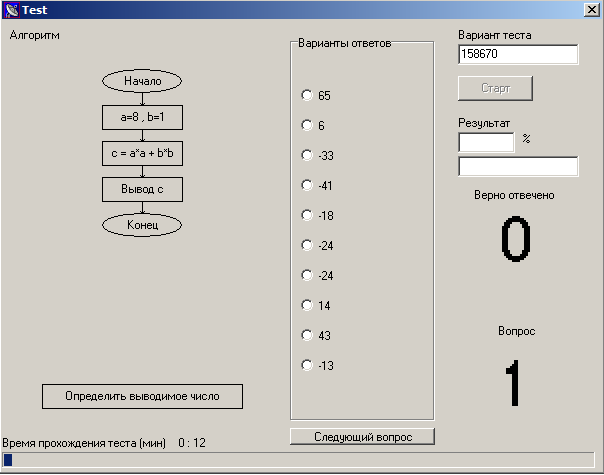 Test
Алгоритм
Начало
a=8 , b=1
c = a*a + b*b
Вывод с
Конец
Определить выводимое число
Время прохождения теста (мин) 0 : 12
Варианты ответов
65
6
-33
-41
-18
-24
-24
14
43
-13
Следующий вопрос
Вариант теста
158670
Старт
Результат
%
Верно отвечено
0
Вопрос
1